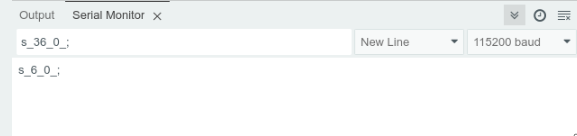 Output Serial Monitor
s_36_0_; New Line 115200 baud
s_6_0_;